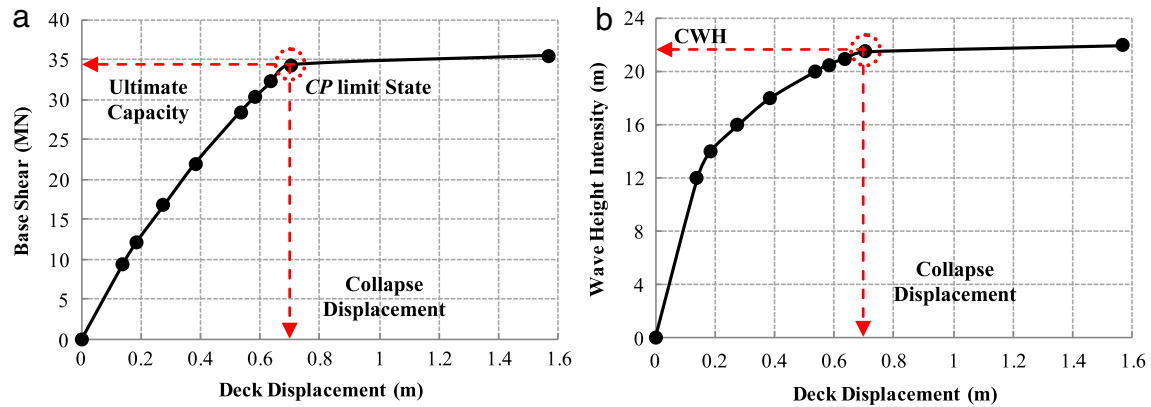 a
40
35
30
25
20
15
10
5
0
Base Shear (MN)
Ultimate
Capacity
CP limit State
Collapse
Displacement
0 0.2 0.4 0.6 0.8 1 1.2 1.4 1.6
Deck Displacement (m)
b
24
20
16
12
8
4
0
Wave Height Intensity (m)
CWH
Collapse
Displacement
0 0.2 0.4 0.6 0.8 1 1.2 1.4 1.6
Deck Displacement (m)